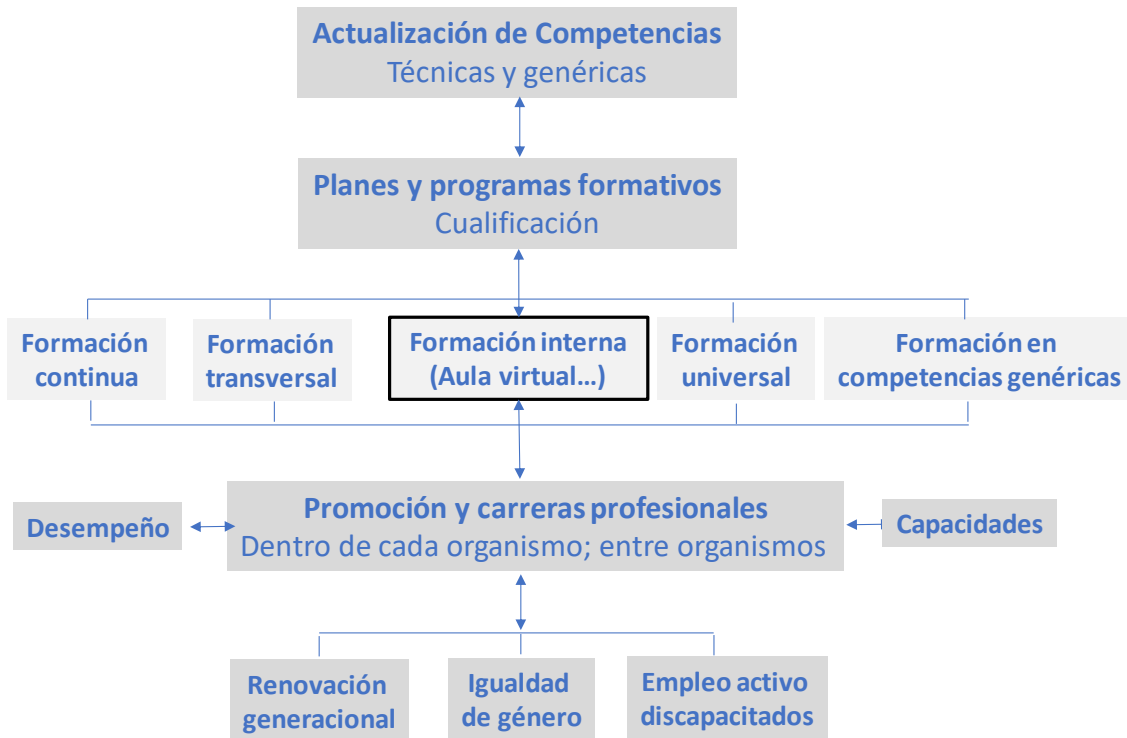 Actualización de Competencias
Técnicas y genéricas
Planes y programas formativos
Cualificación
Formación
continua
Formación
transversal
Formación interna
(Aula virtual...)
Formación
universal
Formación en
competencias genéricas
Desempeño
Promoción y carreras profesionales
Dentro de cada organismo; entre organismos
Capacidades
Renovación
generacional
Igualdad
de género
Empleo activo
discapacitados